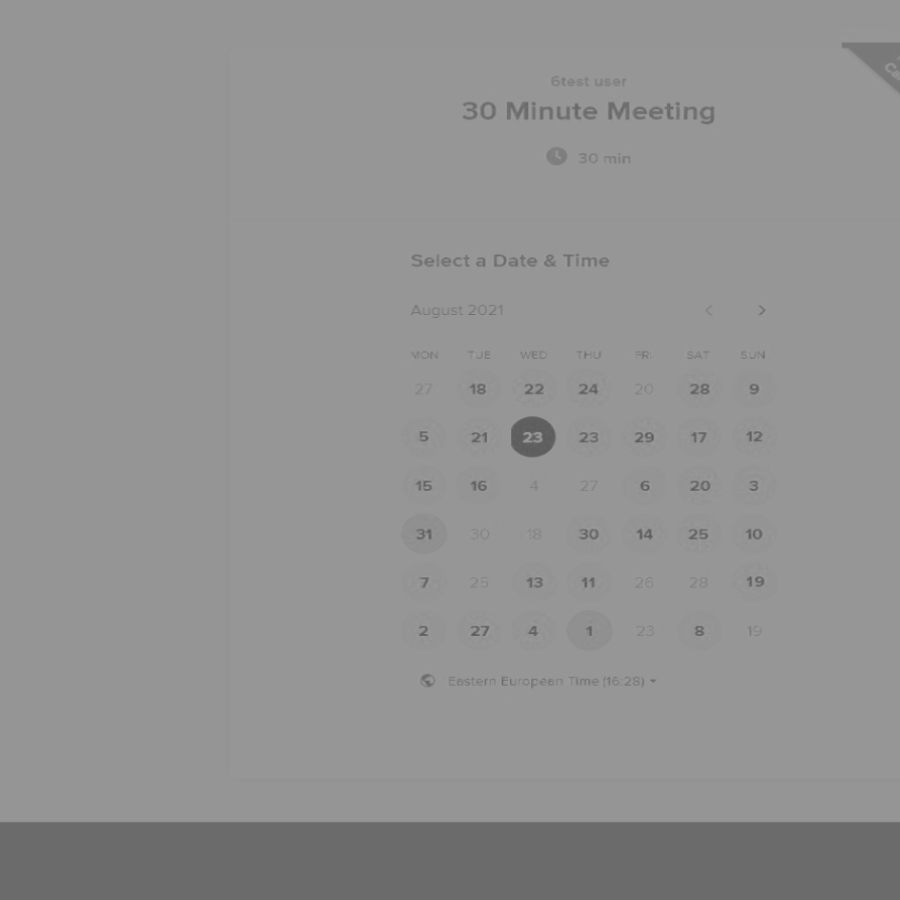 6test user
30 Minute Meeting
30 min
Select a Date & Time
August 2021
MON TUE WED THU FRI SAT SUN
27 18 22 24 20 28 9
5 21 23 23 29 17 12
15 16 4 27 6 20 3
31 30 18 30 14 25 10
7 25 13 11 26 28 19
2 27 4 1 23 8 19
Eastern European Time (16:28)